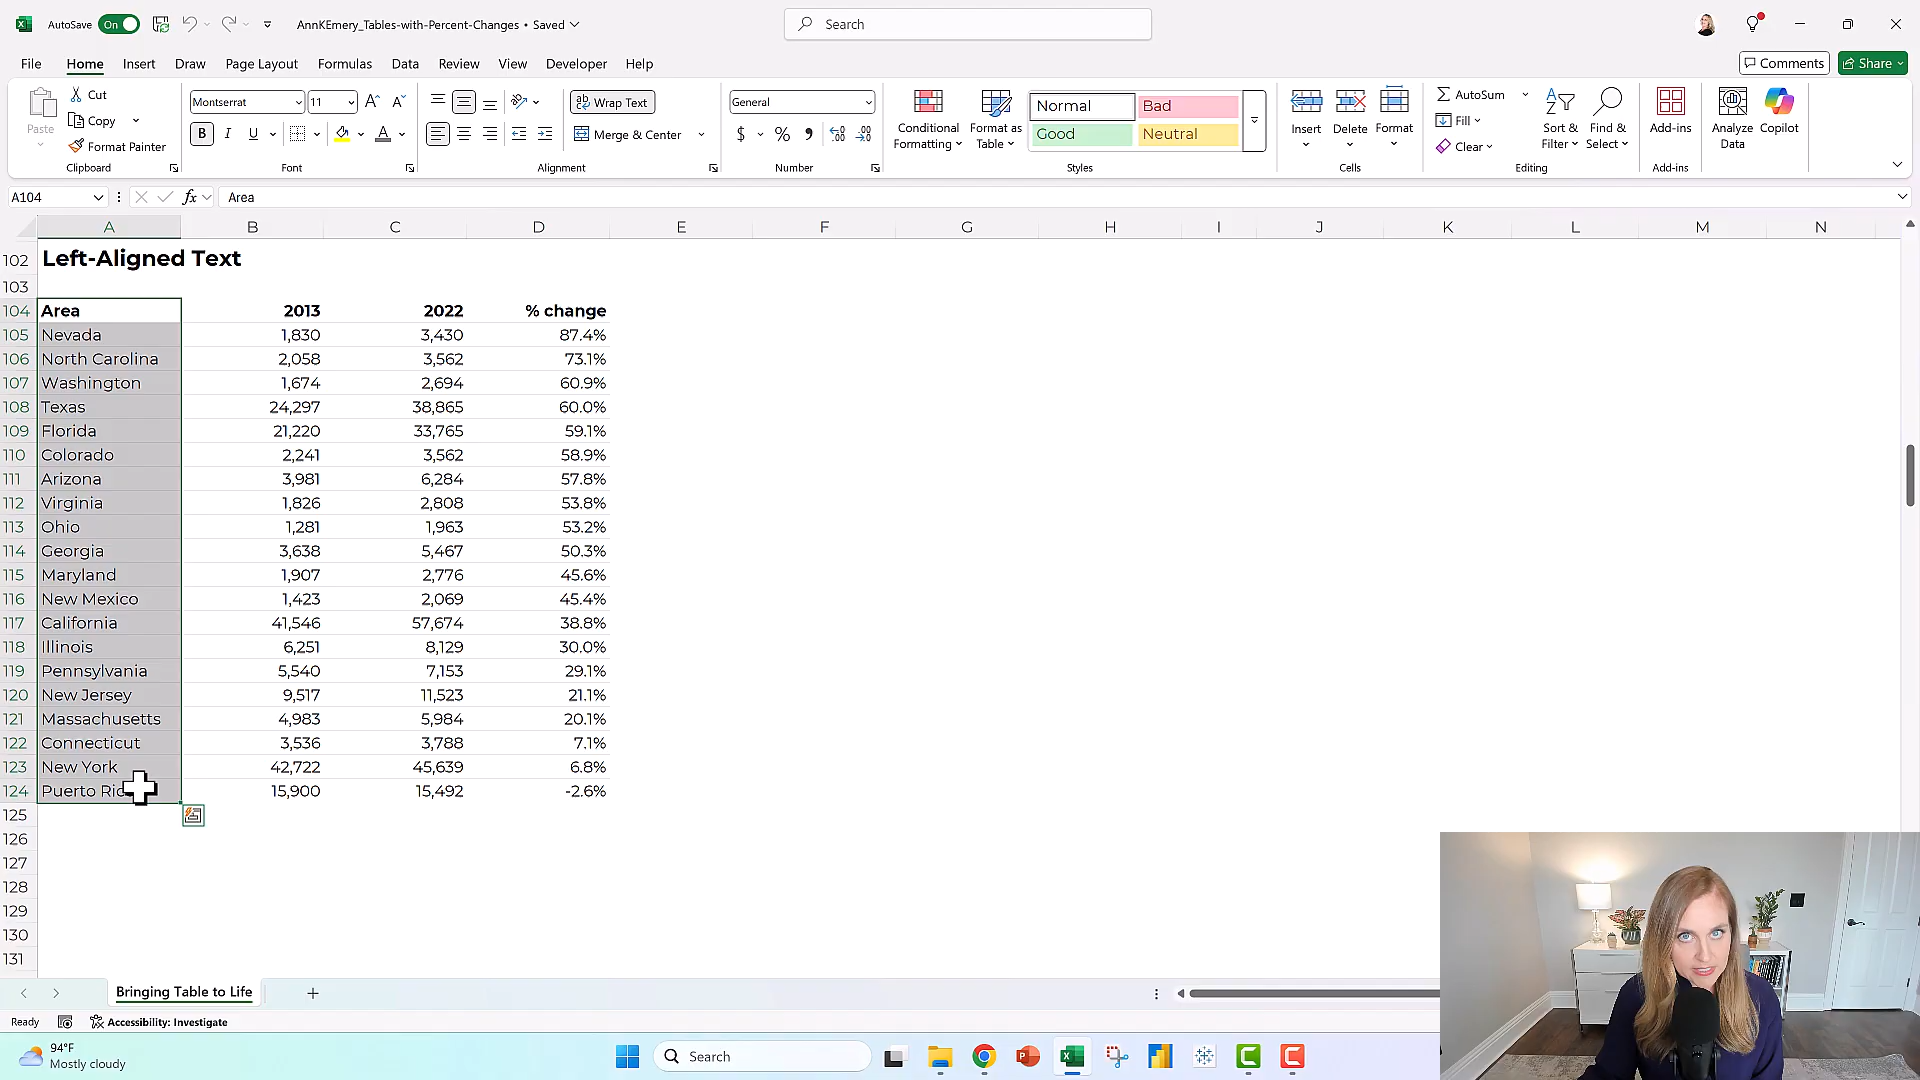 AutoSave On AnnKEmery_Tables-with-Percent-Changes • Saved Search
File Home Insert Draw Page Layout Formulas Data Review View Developer Help Comments Share
Paste Cut Copy Format Painter Clipboard
Montserrat 11 B I U A Font
ab Wrap Text Merge & Center Alignment
General $ % , Number
Conditional Formatting Format as Table Normal Bad Good Neutral Styles
Insert Delete Format Cells
AutoSum Fill Clear Sort & Filter Find & Select Editing
Add-ins Add-ins Analyze Data Copilot
A104 fx Area
A B C D E F G H I J K L M N
102 Left-Aligned Text
103
104 Area 2013 2022 % change
105 Nevada 1,830 3,430 87.4%
106 North Carolina 2,058 3,562 73.1%
107 Washington 1,674 2,694 60.9%
108 Texas 24,297 38,865 60.0%
109 Florida 21,220 33,765 59.1%
110 Colorado 2,241 3,562 58.9%
111 Arizona 3,981 6,284 57.8%
112 Virginia 1,826 2,808 53.8%
113 Ohio 1,281 1,963 53.2%
114 Georgia 3,638 5,467 50.3%
115 Maryland 1,907 2,776 45.6%
116 New Mexico 1,423 2,069 45.4%
117 California 41,546 57,674 38.8%
118 Illinois 6,251 8,129 30.0%
119 Pennsylvania 5,540 7,153 29.1%
120 New Jersey 9,517 11,523 21.1%
121 Massachusetts 4,983 5,984 20.1%
122 Connecticut 3,536 3,788 7.1%
123 New York 42,722 45,639 6.8%
124 Puerto Ric 15,900 15,492 -2.6%
125
126
127
128
129
130
131
Bringing Table to Life
Ready Accessibility: Investigate
94°F
Mostly cloudy
Search